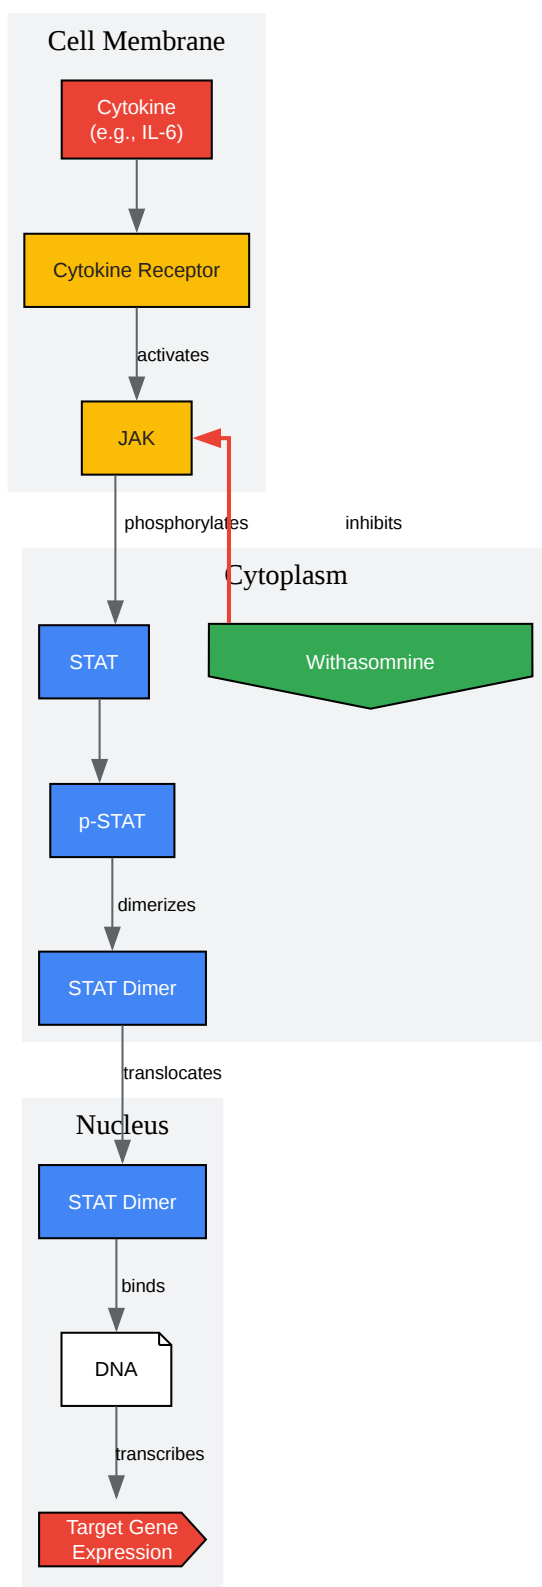 Cell Membrane
Cytokine
(e.g., IL-6)
Cytokine Receptor
activates
JAK
phosphorylates
inhibits
Cytoplasm
STAT
Withasomnine
p-STAT
dimerizes
STAT Dimer
translocates
Nucleus
STAT Dimer
binds
DNA
transcribes
Target Gene
Expression